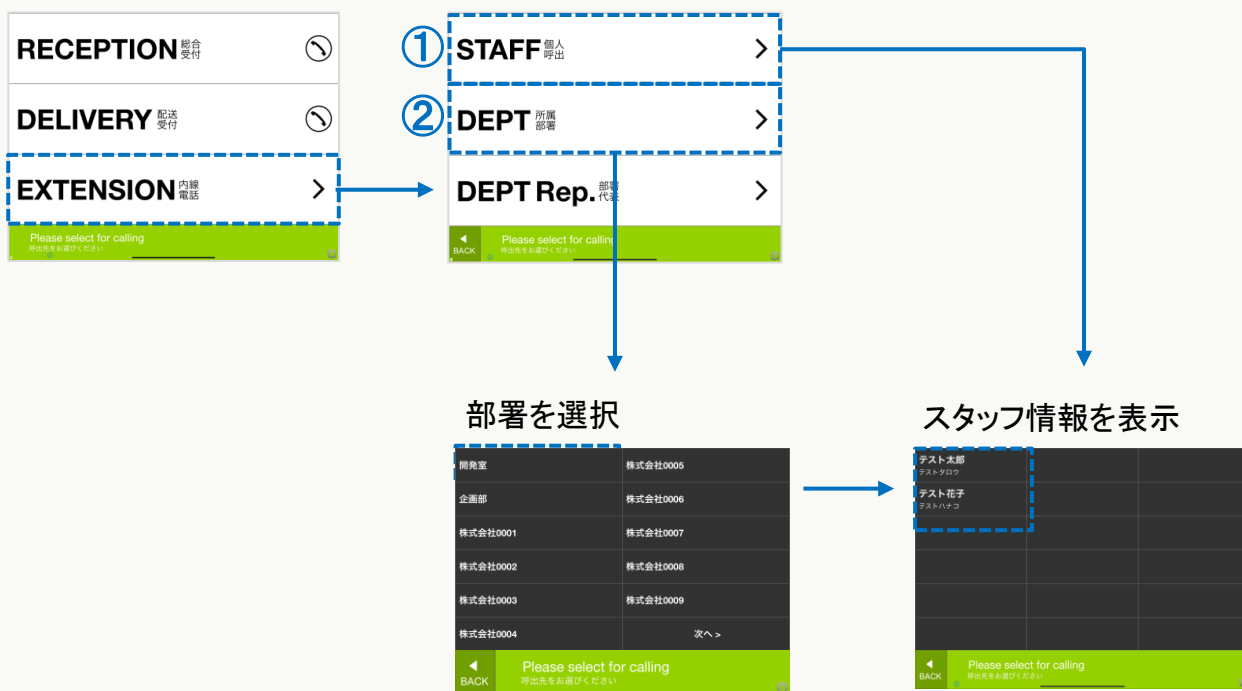 RECEPTION 総合受付
DELIVERY 配送受付
EXTENSION 内線電話
Please select for calling
呼出先をお選びください
①
STAFF 個人呼出
②
DEPT 所属部署
DEPT Rep. 部署代表
BACK
Please select for calling
呼出先をお選びください
部署を選択
開発室
株式会社0005
企画部
株式会社0006
株式会社0001
株式会社0007
株式会社0002
株式会社0008
株式会社0003
株式会社0009
株式会社0004
次へ >
BACK
Please select for calling
呼出先をお選びください
スタッフ情報を表示
テスト太郎
テストタロウ
テスト花子
テストハナコ
BACK
Please select for calling
呼出先をお選びください